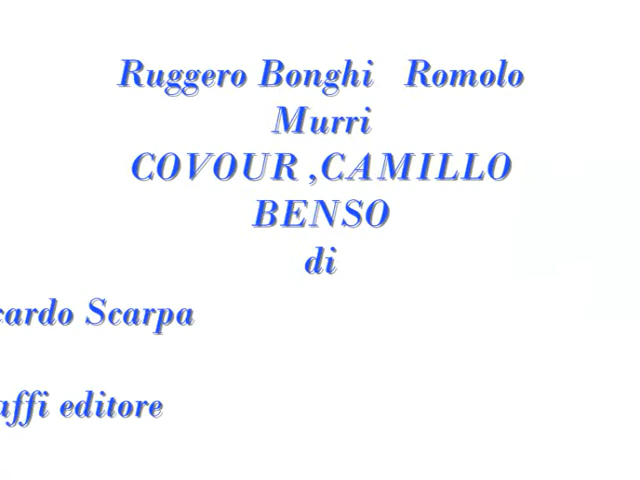 Ruggero Bonghi Romolo
Murri
COVOUR ,CAMILLO
BENSO
di
cardo Scarpa
affi editore